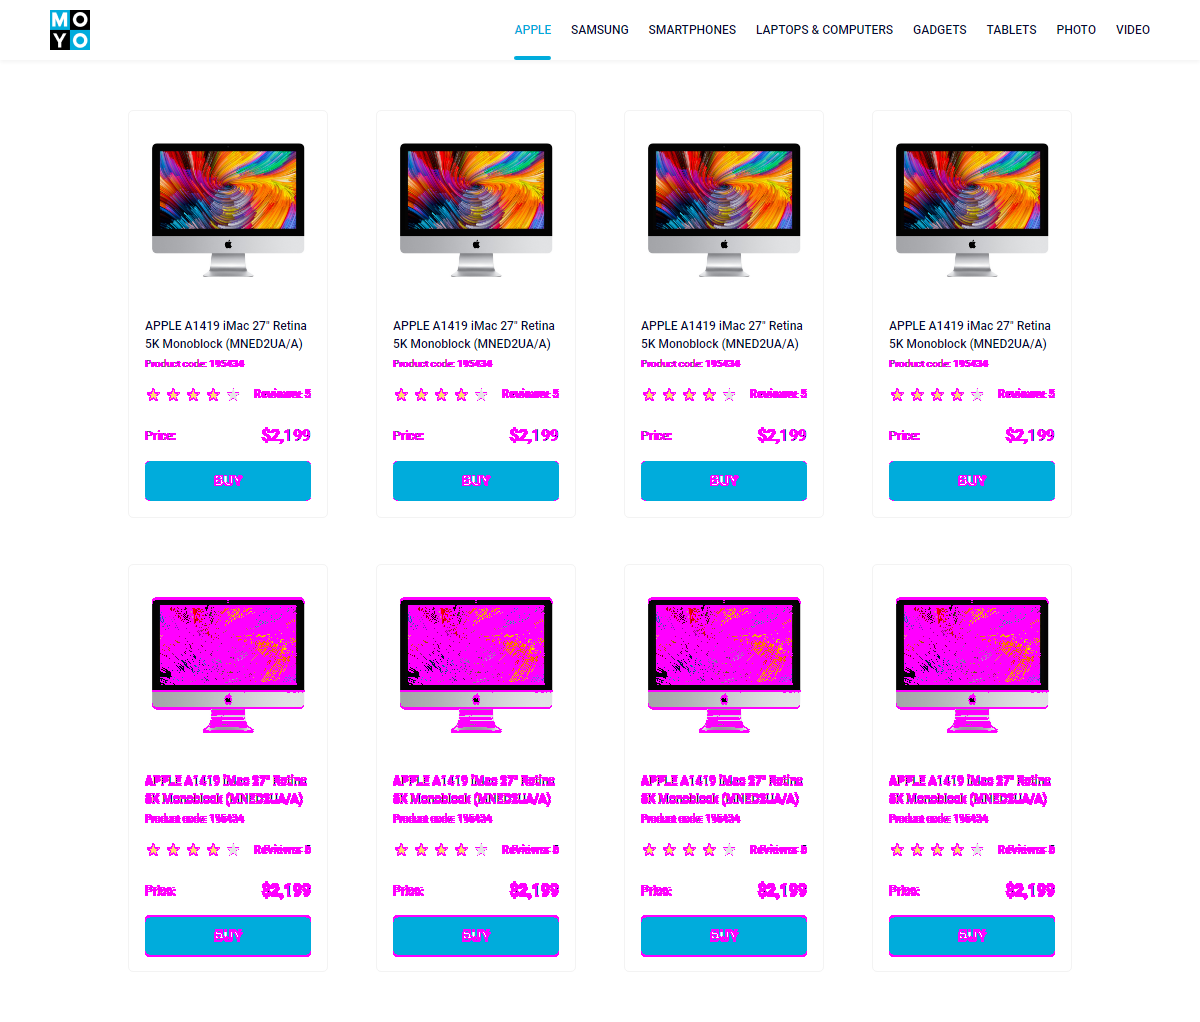 MO
YO
APPLE SAMSUNG SMARTPHONES LAPTOPS & COMPUTERS GADGETS TABLETS PHOTO VIDEO
APPLE A1419 iMac 27" Retina APPLE A1419 iMac 27" Retina APPLE A1419 iMac 27" Retina APPLE A1419 iMac 27" Retina
5K Monoblock (MNED2UA/A) 5K Monoblock (MNED2UA/A) 5K Monoblock (MNED2UA/A) 5K Monoblock (MNED2UA/A)
Product code: 195434 Product code: 195434 Product code: 195434 Product code: 195434
Reviews: 5 Reviews: 5 Reviews: 5 Reviews: 5
Price: $2,199 Price: $2,199 Price: $2,199 Price: $2,199
BUY BUY BUY BUY
APPLE A1419 iMac 27" Retina APPLE A1419 iMac 27" Retina APPLE A1419 iMac 27" Retina APPLE A1419 iMac 27" Retina
5K Monoblock (MNED2UA/A) 5K Monoblock (MNED2UA/A) 5K Monoblock (MNED2UA/A) 5K Monoblock (MNED2UA/A)
Product code: 195434 Product code: 195434 Product code: 195434 Product code: 195434
Reviews: 5 Reviews: 5 Reviews: 5 Reviews: 5
Price: $2,199 Price: $2,199 Price: $2,199 Price: $2,199
BUY BUY BUY BUY